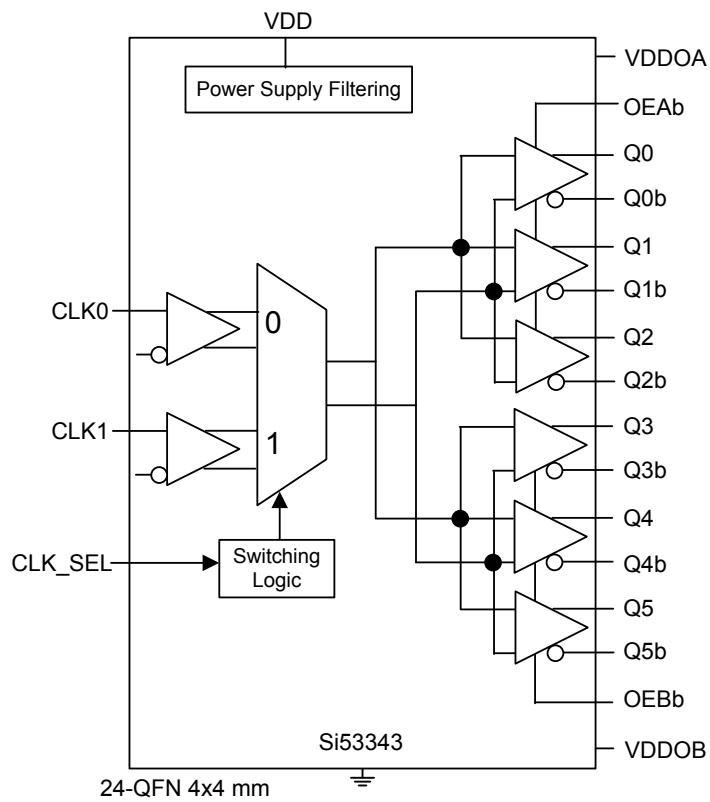 VDD
VDDOA
Power Supply Filtering
OEAb
Q0
Q0b
Q1
Q1b
CLK0
0
Q2
Q2b
CLK1
1
Q3
Q3b
Q4
CLK_SEL
Switching
Logic
Q4b
Q5
Q5b
OEBb
Si53343
VDDOB
24-QFN 4x4 mm